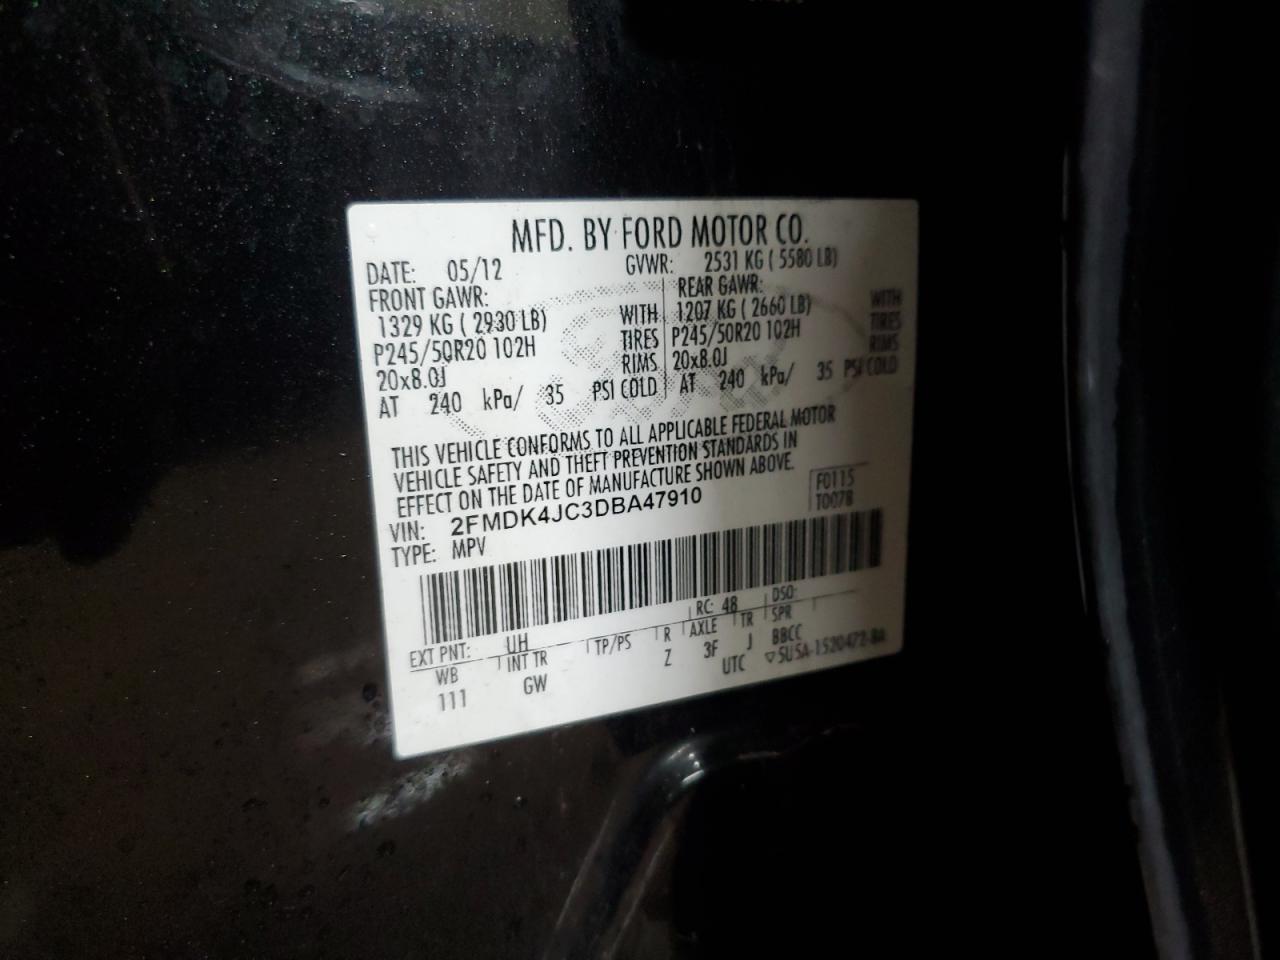 MFD. BY FORD MOTOR CO.
DATE: 05/12 GVWR: 2531 KG ( 5580 LB)
FRONT GAWR: REAR GAWR:
1329 KG ( 2930 LB) WITH 1207 KG ( 2660 LB) WITH
P245/50R20 102H TIRES P245/50R20 102H TIRES
20x8.0J RIMS 20x8.0J RIMS
AT 240 kPa/ 35 PSI COLD AT 240 kPa/ 35 PSI COLD
THIS VEHICLE CONFORMS TO ALL APPLICABLE FEDERAL MOTOR
VEHICLE SAFETY AND THEFT PREVENTION STANDARDS IN
EFFECT ON THE DATE OF MANUFACTURE SHOWN ABOVE.
F0115
VIN: 2FMDK4JC3DBA47910 T0078
TYPE: MPV
RC: 48 DSO:
EXT PNT: UH
WB INT TR TP/PS R AXLE TR SPR
111 GW Z 3F J BBCC
UTC ▽5U5A-1520472-BA